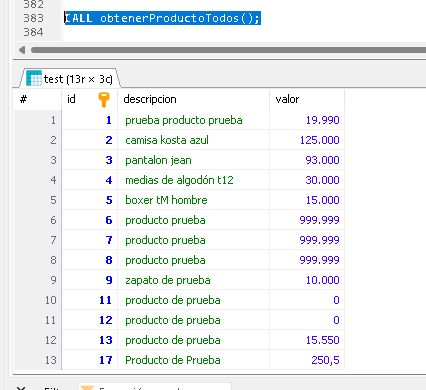 382
383 CALL obtenerProductoTodos();
384
test (13r × 3c)
# id descripcion valor
1 1 prueba producto prueba 19.990
2 2 camisa kosta azul 125.000
3 3 pantalon jean 93.000
4 4 medias de algodón t12 30.000
5 5 boxer tM hombre 15.000
6 6 producto prueba 999.999
7 7 producto prueba 999.999
8 8 producto prueba 999.999
9 9 zapato de prueba 10.000
10 11 producto de prueba 0
11 12 producto de prueba 0
12 13 producto de prueba 15.550
13 17 Producto de Prueba 250,5